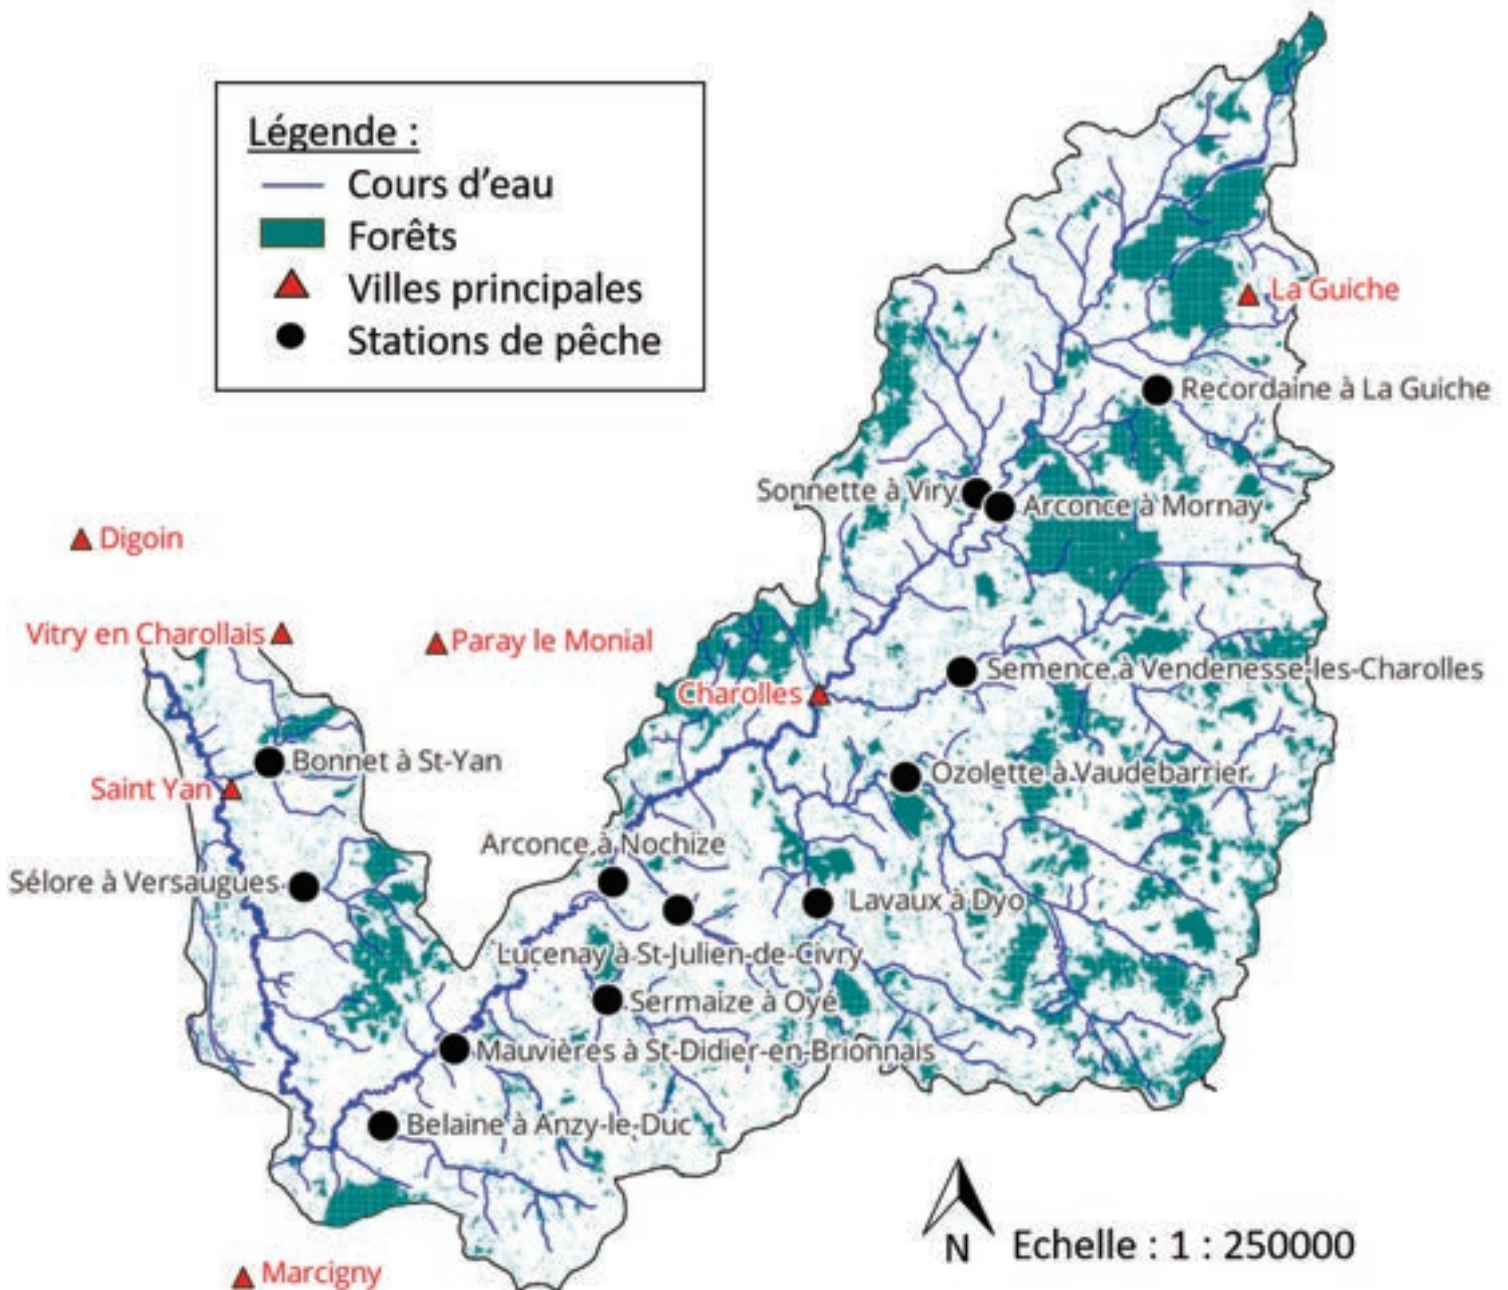 Légende :
Cours d'eau
Forêts
Villes principales
Stations de pêche
La Guiche
Recordaine à La Guiche
Sonnette à Viry
Arconce à Mornay
Digoin
Vitry en Charollais
Paray le Monial
Semence à Vendenesse-les-Charolles
Charolles
Bonnet à St-Yan
Ozolette à Vaudebarrier
Saint Yan
Arconce à Nochize
Sélore à Versaugues
Lavaux à Dyo
Lucenay à St-Julien-de-Civry
Sermaize à Oyé
Mauvières à St-Didier-en-Brionnais
Belaine à Anzy-le-Duc
N
Echelle : 1 : 250000
Marcigny